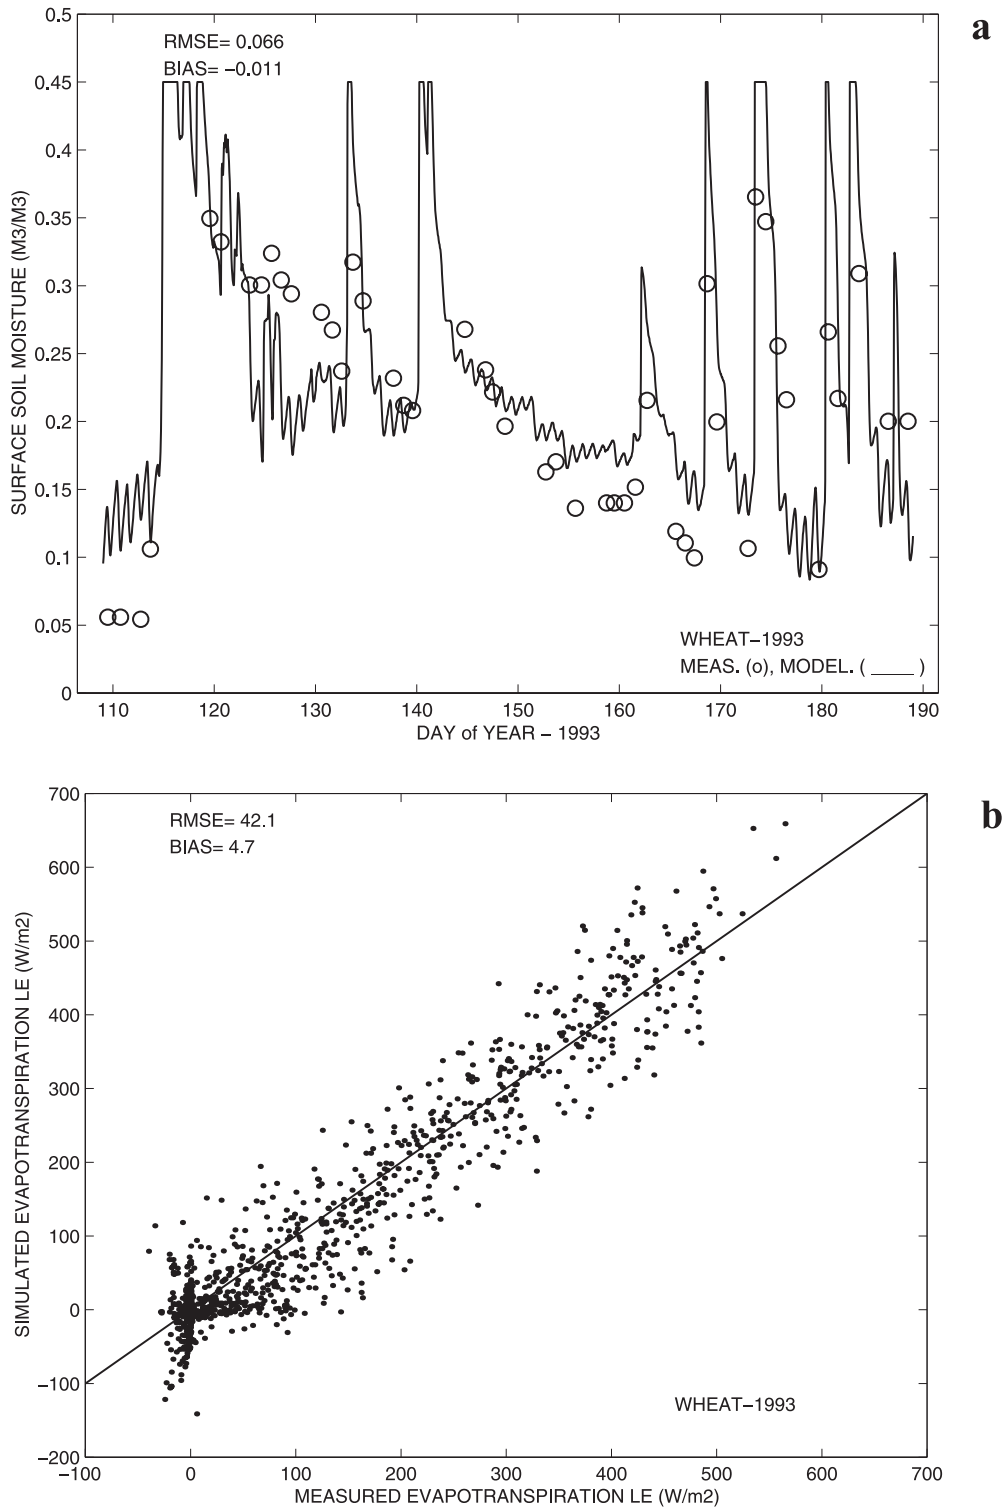 a
0.5
RMSE= 0.066
BIAS= −0.011
0.45
0.4
0.35
0.3
0.25
0.2
0.15
0.1
0.05
0
SURFACE SOIL MOISTURE (M3/M3)
WHEAT−1993
MEAS. (o), MODEL. ( ____ )
110 120 130 140 150 160 170 180 190
DAY of YEAR − 1993
b
700
RMSE= 42.1
BIAS= 4.7
600
500
400
300
200
100
0
−100
−200
SIMULATED EVAPOTRANSPIRATION LE (W/m2)
WHEAT−1993
−100 0 100 200 300 400 500 600 700
MEASURED EVAPOTRANSPIRATION LE (W/m2)